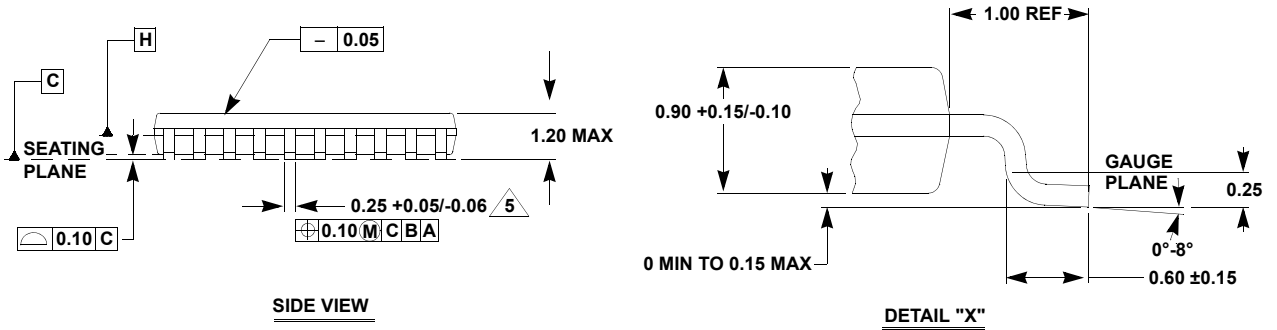 H
– 0.05
C
SEATING
PLANE
1.20 MAX
0.25 +0.05/-0.06 5
⌖ 0.10 Ⓜ C B A
⌓ 0.10 C
SIDE VIEW
1.00 REF
0.90 +0.15/-0.10
GAUGE
PLANE
0.25
0°-8°
0 MIN TO 0.15 MAX
0.60 ±0.15
DETAIL "X"